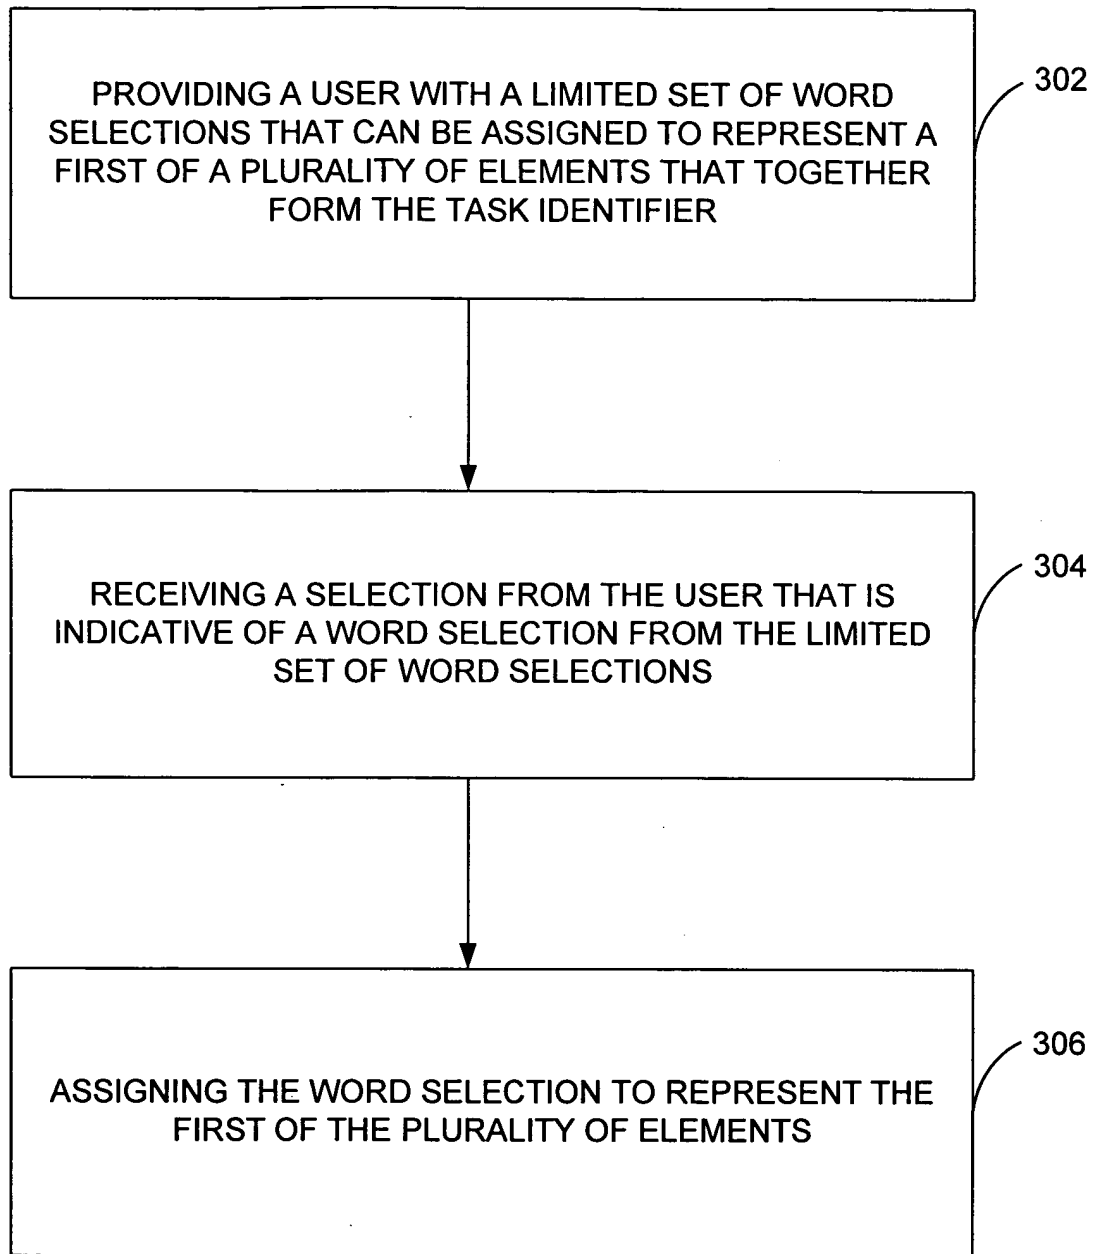 PROVIDING A USER WITH A LIMITED SET OF WORD
SELECTIONS THAT CAN BE ASSIGNED TO REPRESENT A
FIRST OF A PLURALITY OF ELEMENTS THAT TOGETHER
FORM THE TASK IDENTIFIER
302
RECEIVING A SELECTION FROM THE USER THAT IS
INDICATIVE OF A WORD SELECTION FROM THE LIMITED
SET OF WORD SELECTIONS
304
ASSIGNING THE WORD SELECTION TO REPRESENT THE
FIRST OF THE PLURALITY OF ELEMENTS
306